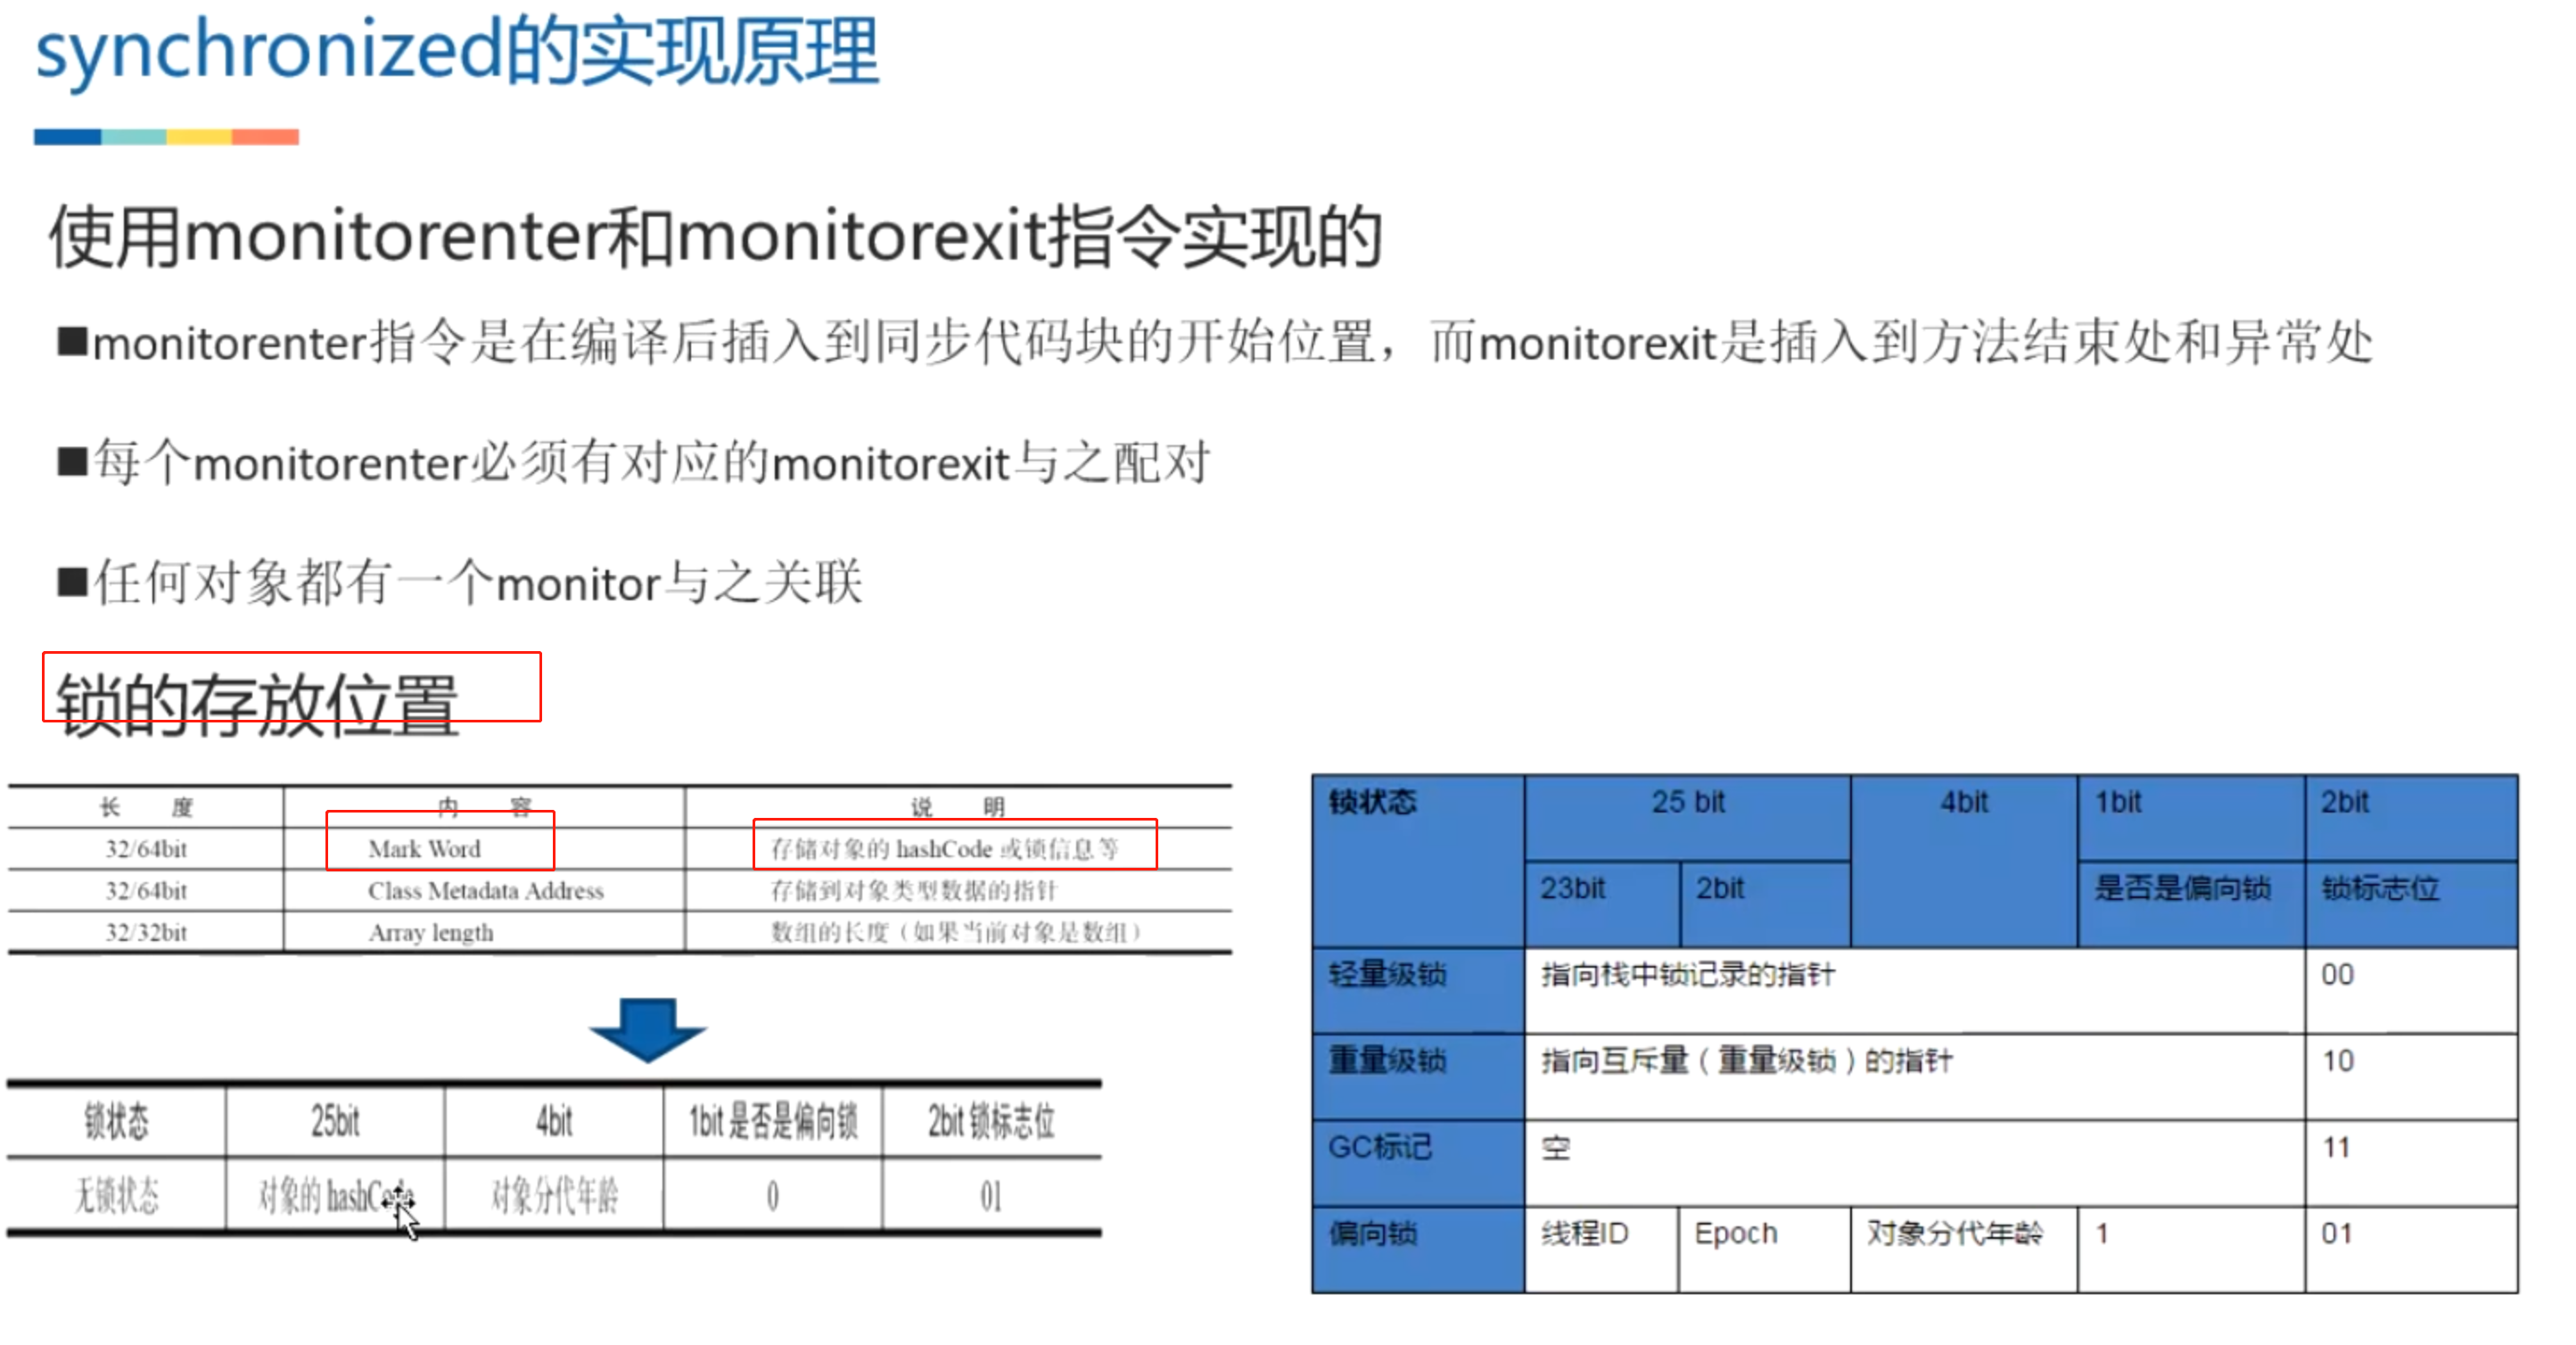 synchronized的实现原理
使用monitorenter和monitorexit指令实现的
■monitorenter指令是在编译后插入到同步代码块的开始位置，而monitorexit是插入到方法结束处和异常处
■每个monitorenter必须有对应的monitorexit与之配对
■任何对象都有一个monitor与之关联
锁的存放位置
长 度 内 容 说 明
32/64bit Mark Word 存储对象的 hashCode 或锁信息等
32/64bit Class Metadata Address 存储到对象类型数据的指针
32/32bit Array length 数组的长度（如果当前对象是数组）
锁状态 25bit 4bit 1bit 是否是偏向锁 2bit 锁标志位
无锁状态 对象的 hashCode 对象分代年龄 0 01
锁状态 25 bit 4bit 1bit 2bit
23bit 2bit 是否是偏向锁 锁标志位
轻量级锁 指向栈中锁记录的指针 00
重量级锁 指向互斥量（重量级锁）的指针 10
GC标记 空 11
偏向锁 线程ID Epoch 对象分代年龄 1 01